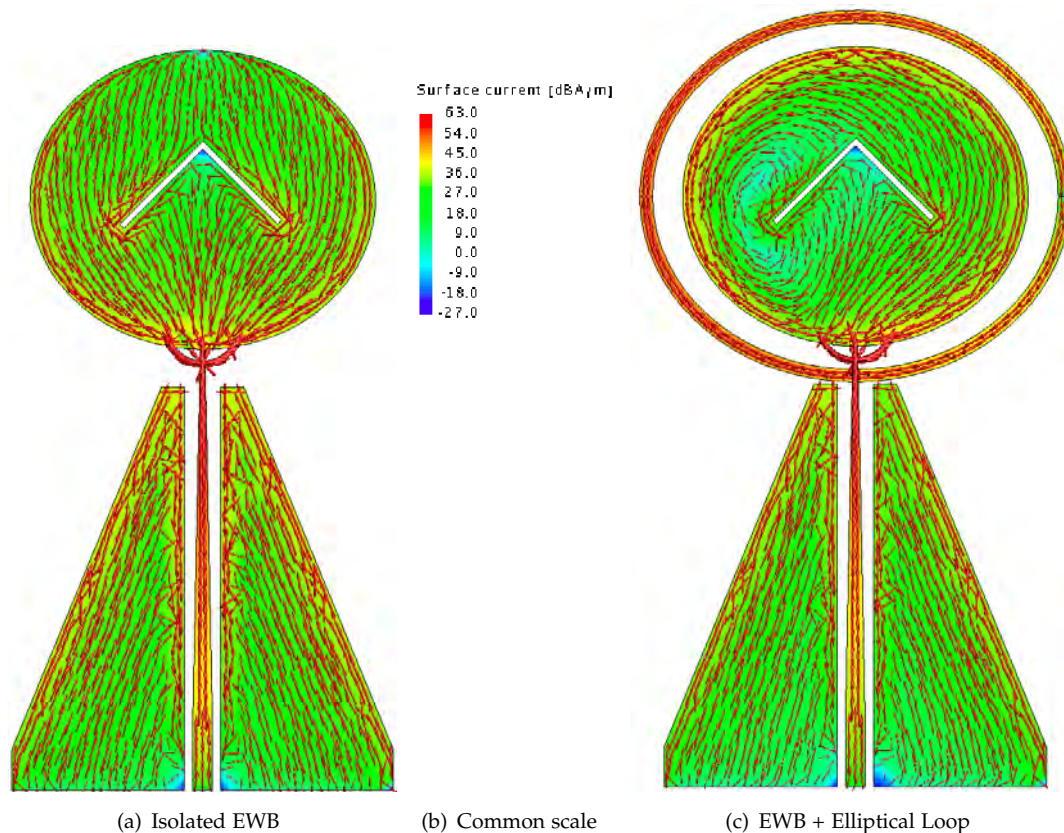 Surface current [dBA/m]
63.0
54.0
45.0
36.0
27.0
18.0
9.0
0.0
-9.0
-18.0
-27.0
(a) Isolated EWB
(b) Common scale
(c) EWB + Elliptical Loop